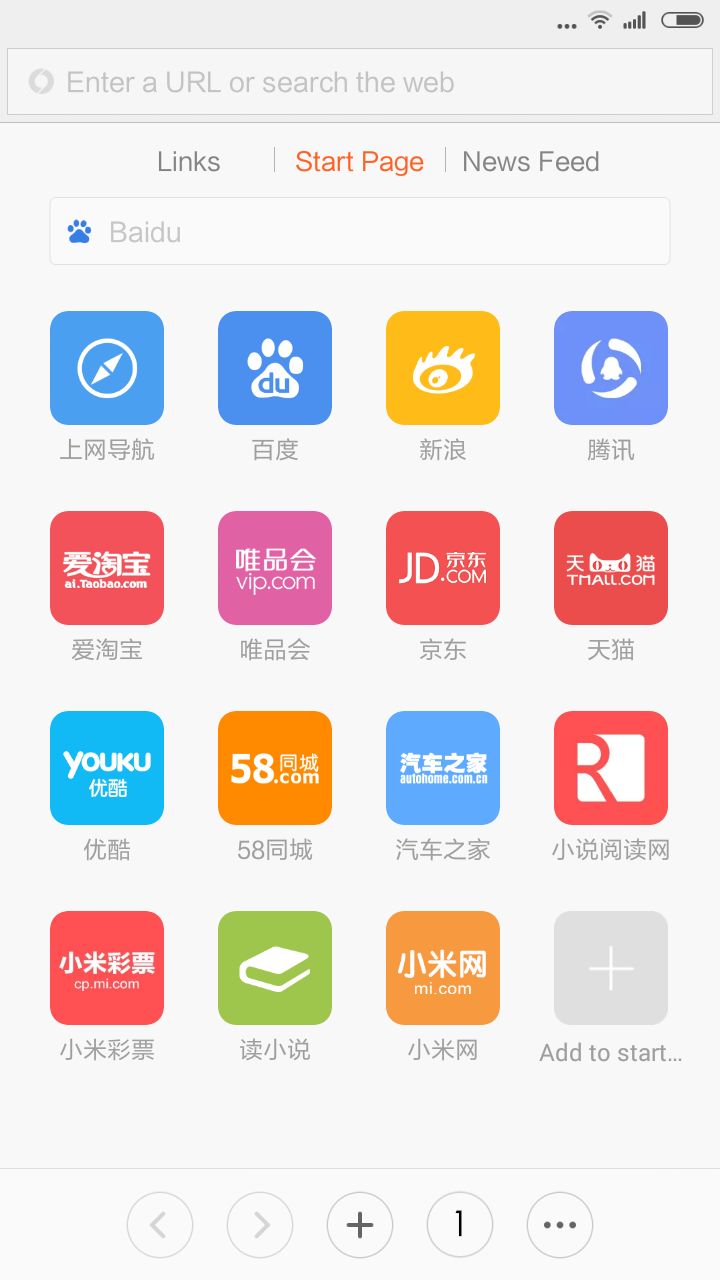 Enter a URL or search the web
Links
Start Page
News Feed
Baidu
du
上网导航
百度
新浪
腾讯
爱淘宝
ai.Taobao.com
唯品会
vip.com
JD京东
.COM
天猫
TMALL.COM
爱淘宝
唯品会
京东
天猫
YOUKU
优酷
58同城
.com
汽车之家
autohome.com.cn
R
优酷
58同城
汽车之家
小说阅读网
小米彩票
cp.mi.com
小米网
mi.com
小米彩票
读小说
小米网
Add to start...
1